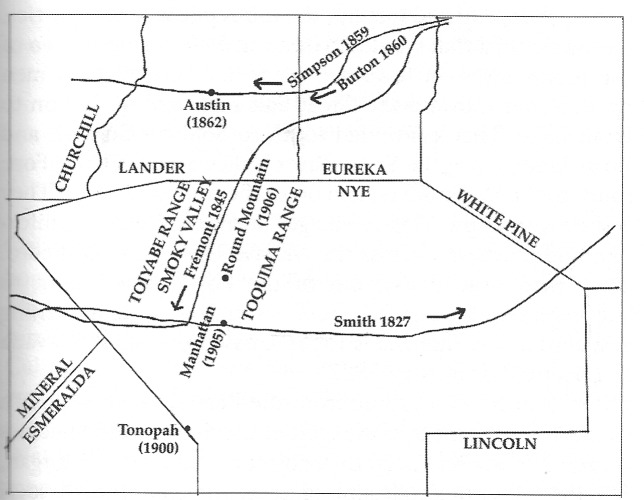 Simpson 1859
Burton 1860
Austin
(1862)
CHURCHILL
LANDER
EUREKA
NYE
WHITE PINE
TOIYABE RANGE
SMOKY VALLEY
Frémont 1845
Round Mountain
(1906)
TOQUIMA RANGE
Smith 1827
Manhattan
(1905)
MINERAL
ESMERALDA
Tonopah
(1900)
LINCOLN